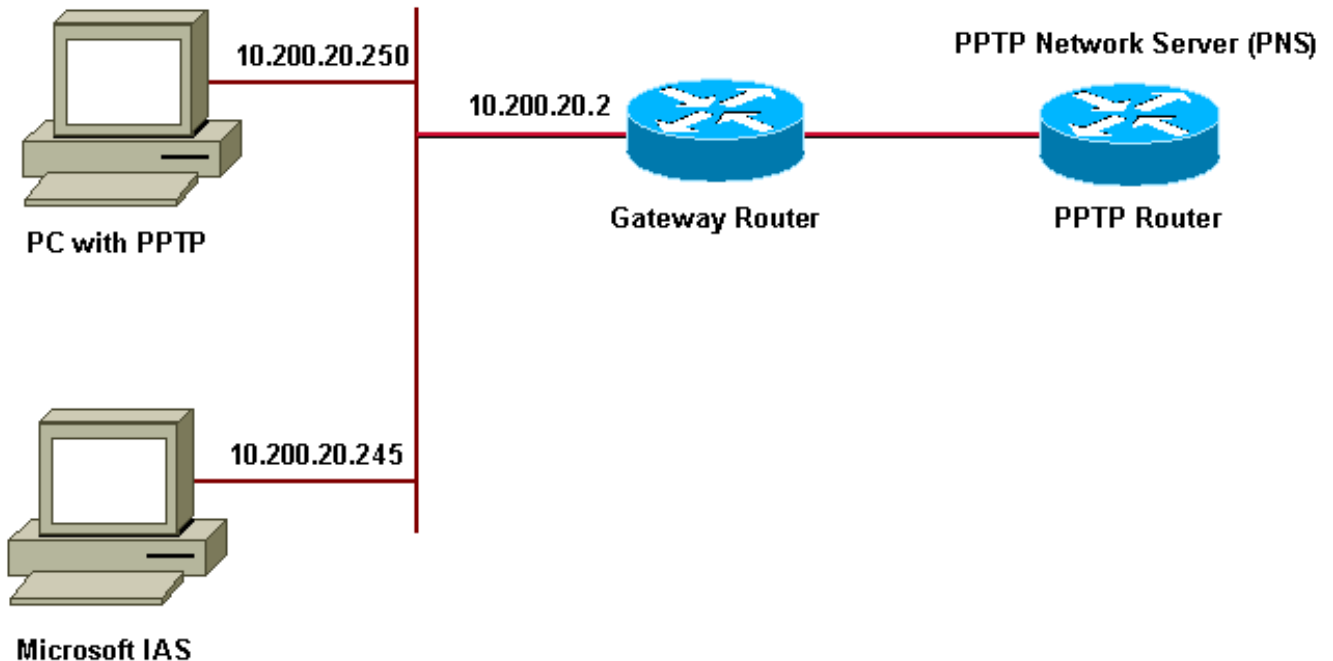 10.200.20.250
PPTP Network Server (PNS)
10.200.20.2
Gateway Router
PPTP Router
PC with PPTP
10.200.20.245
Microsoft IAS